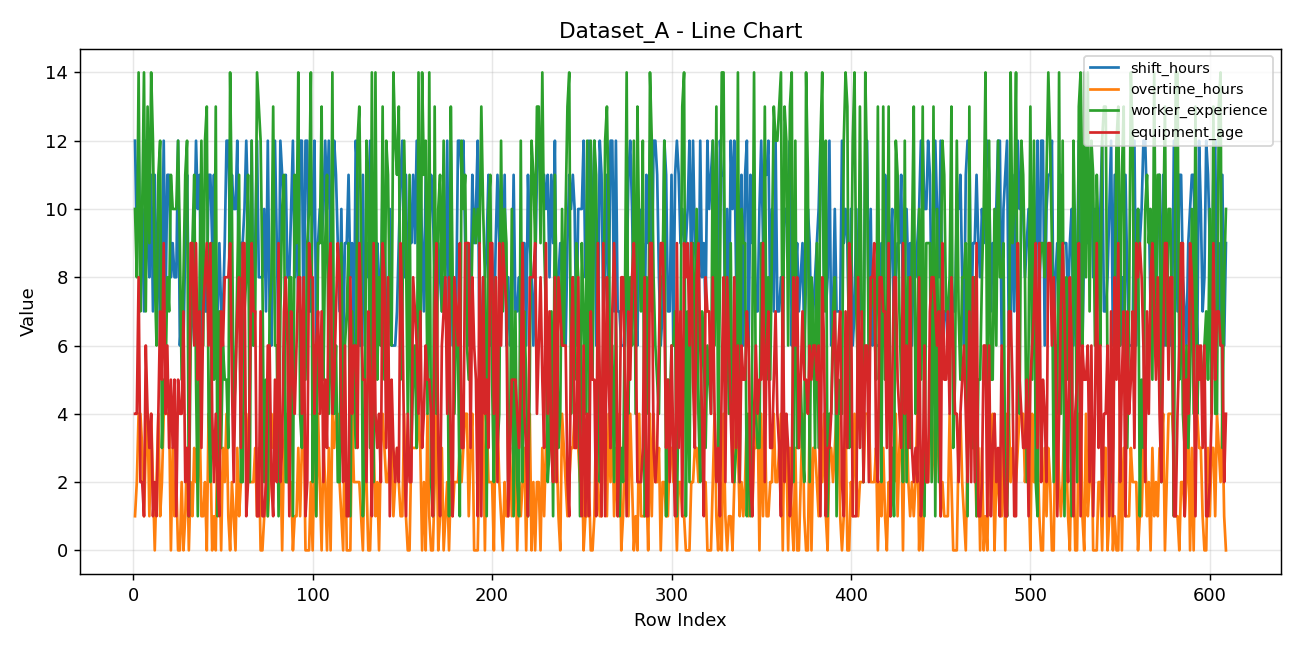 Dataset_A - Line Chart
14
12
10
8
6
4
2
0
Value
shift_hours
overtime_hours
worker_experience
equipment_age
0 100 200 300 400 500 600
Row Index